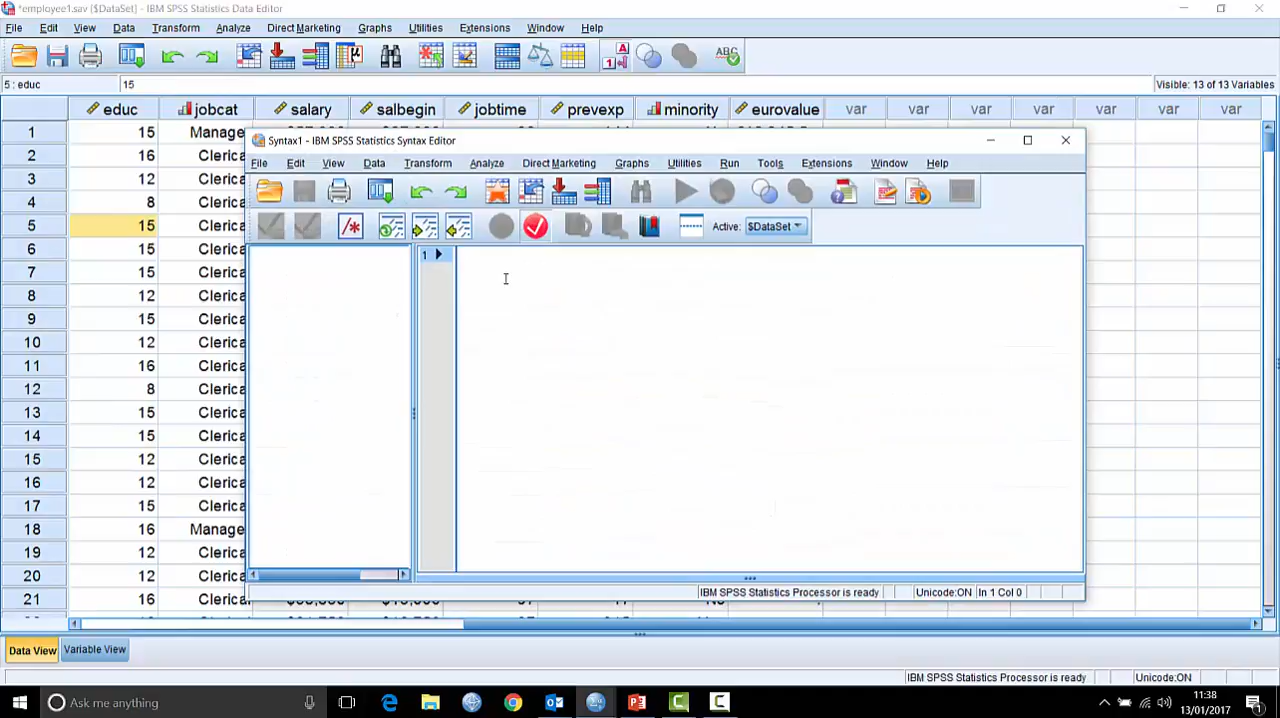 *employee1.sav [$DataSet] - IBM SPSS Statistics Data Editor
File Edit View Data Transform Analyze Direct Marketing Graphs Utilities Extensions Window Help
5 : educ 15 Visible: 13 of 13 Variables
educ jobcat salary salbegin jobtime prevexp minority eurovalue var var var var var var var
1 15 Manage
2 16 Clerica
3 12 Clerica
4 8 Clerica
5 15 Clerica
6 15 Clerica
7 15 Clerica
8 12 Clerica
9 15 Clerica
10 12 Clerica
11 16 Clerica
12 8 Clerica
13 15 Clerica
14 15 Clerica
15 12 Clerica
16 12 Clerica
17 15 Clerica
18 16 Manage
19 12 Clerica
20 12 Clerica
21 16
Syntax1 - IBM SPSS Statistics Syntax Editor
File Edit View Data Transform Analyze Direct Marketing Graphs Utilities Run Tools Extensions Window Help
Active: $DataSet
1
IBM SPSS Statistics Processor is ready Unicode:ON In 1 Col 0
Data View Variable View
IBM SPSS Statistics Processor is ready Unicode:ON
Ask me anything
11:38
13/01/2017